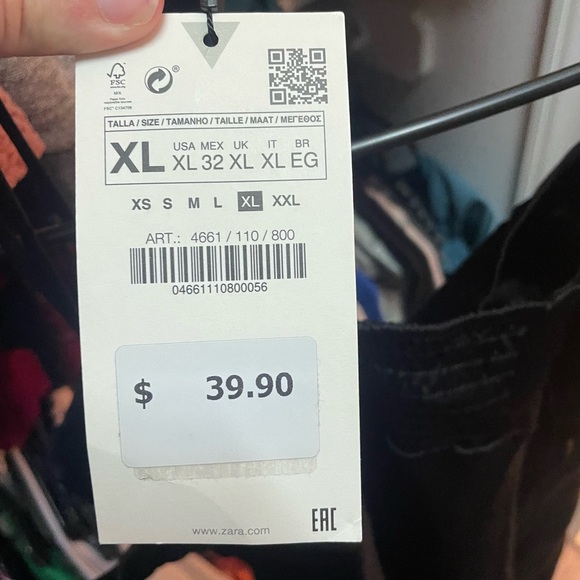 FSC
®
TALLA / SIZE / TAMANHO / TAILLE / MAAT / ΜΕΓΕΘΟΣ
XL USA XL MEX 32 UK XL IT XL BR EG
XS S M L XL XXL
ART.: 4661 / 110 / 800
04661110800056
$ 39.90
www.zara.com
EAC